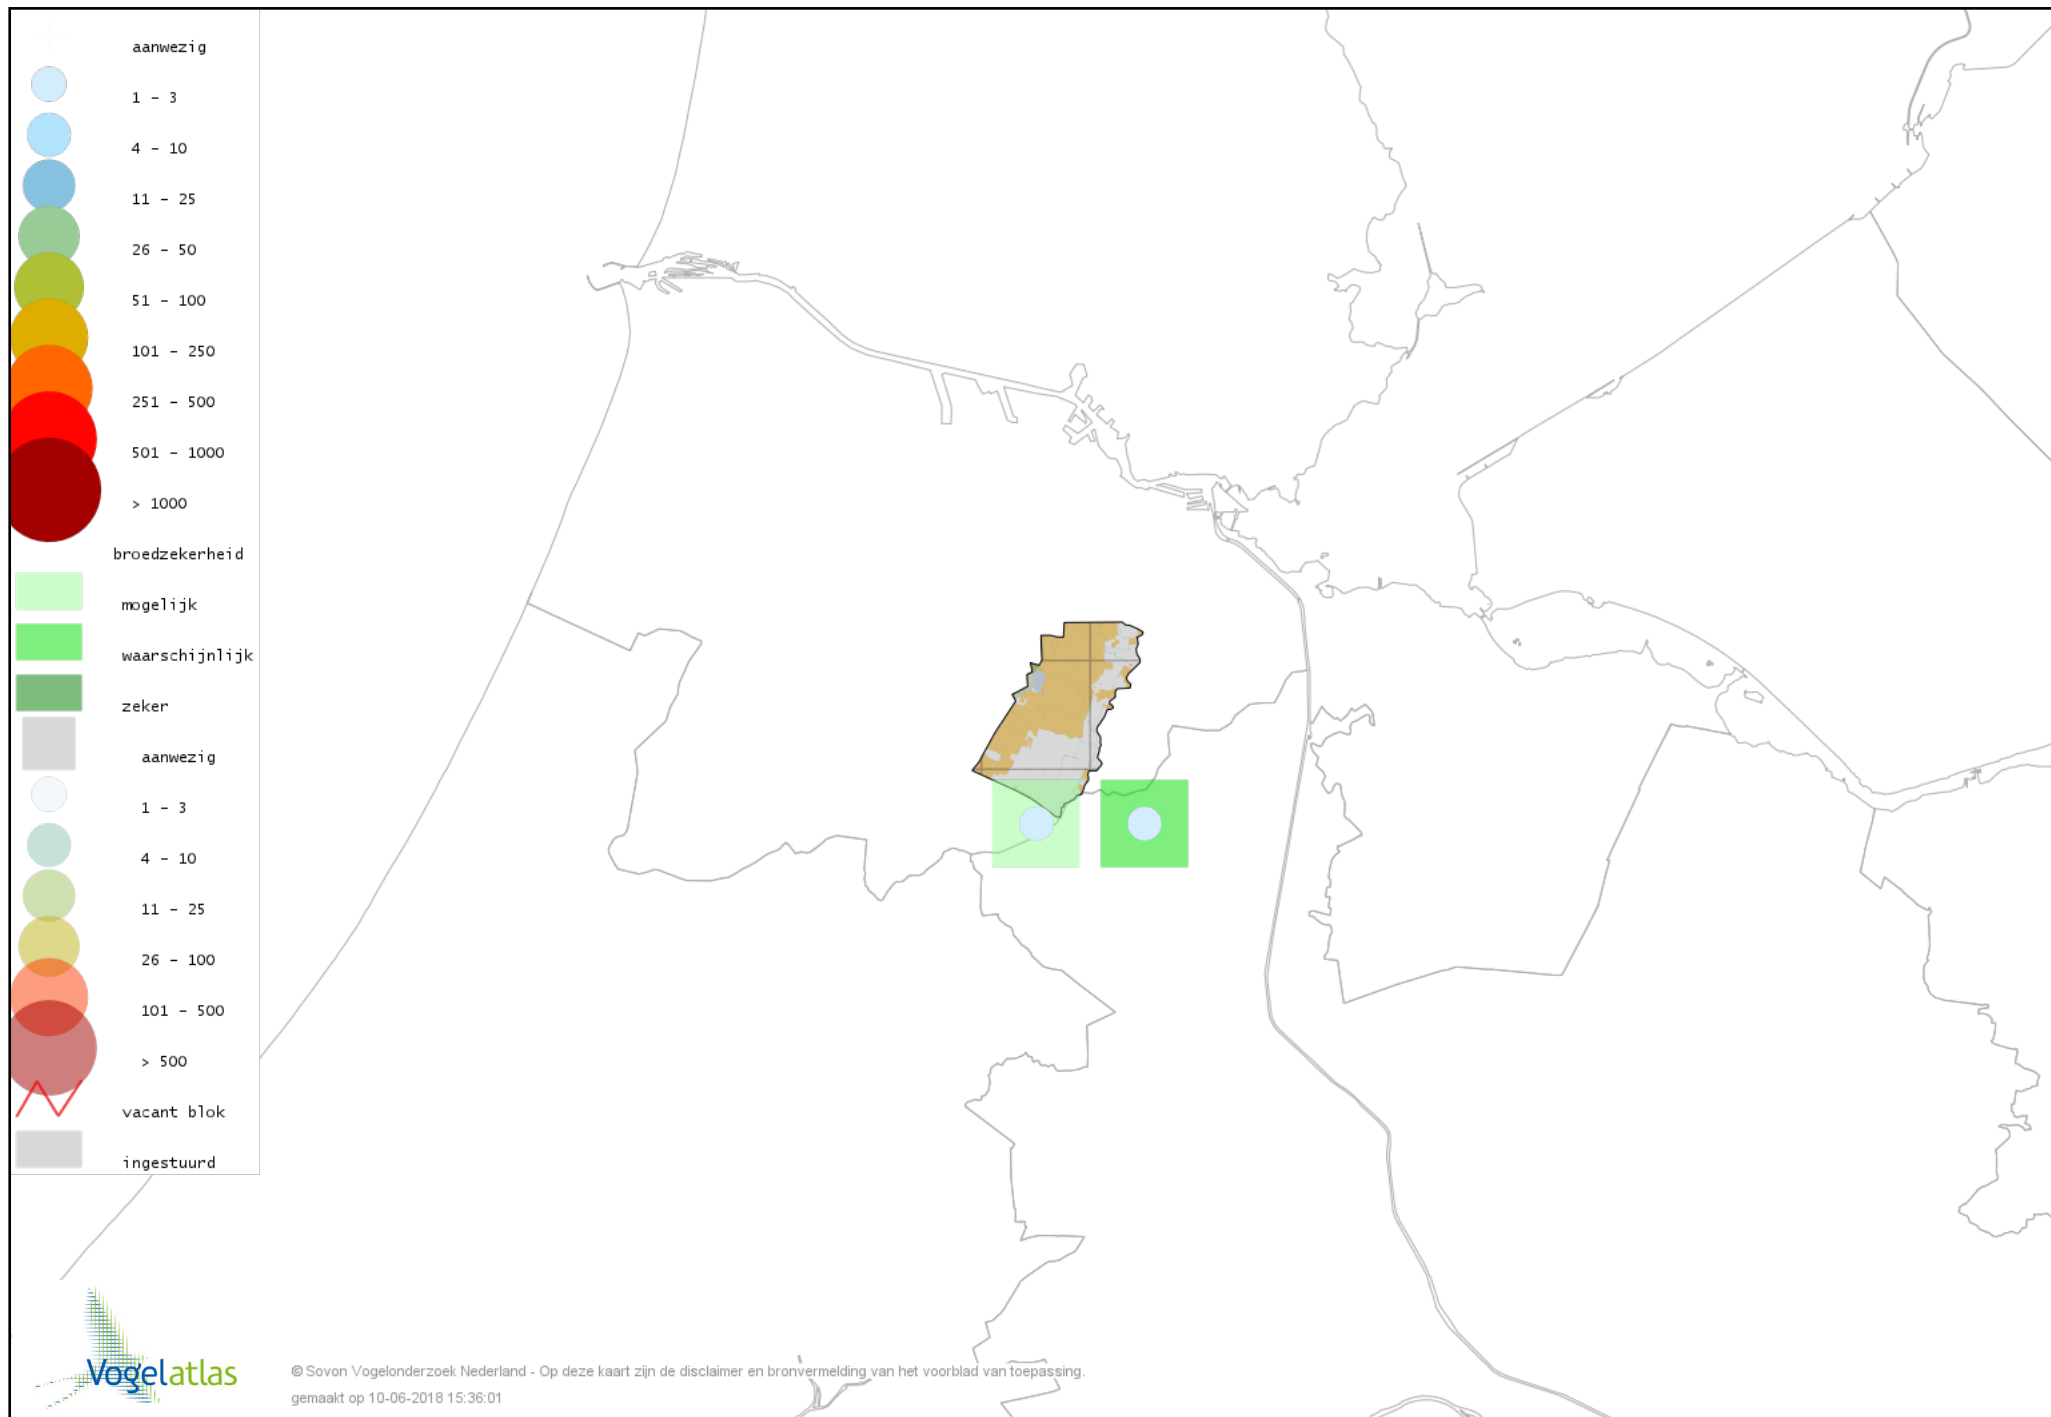 aanwezig
1 – 3
4 – 10
11 – 25
26 – 50
51 – 100
101 – 250
251 – 500
501 – 1000
> 1000
broedzekerheid
mogelijk
waarschijnlijk
zeker
aanwezig
1 – 3
4 – 10
11 – 25
26 – 100
101 – 500
> 500
vacant blok
ingestuurd
Vogelatlas
© Sovon Vogelonderzoek Nederland - Op deze kaart zijn de disclaimer en bronvermelding van het voorblad van toepassing.
gemaakt op 10-06-2018 15:36:01